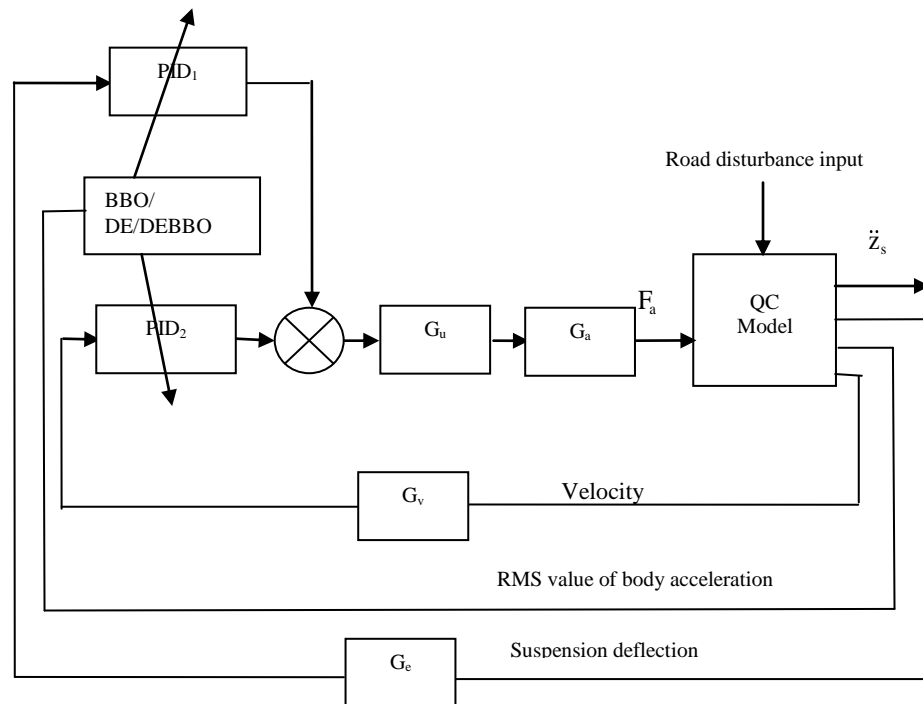 PID₁
Road disturbance input
BBO/
DE/DEBBO
z̈ₛ
Fₐ
QC
Model
PID₂
Gᵤ
Gₐ
Gᵥ
Velocity
RMS value of body acceleration
Suspension deflection
Gₑ